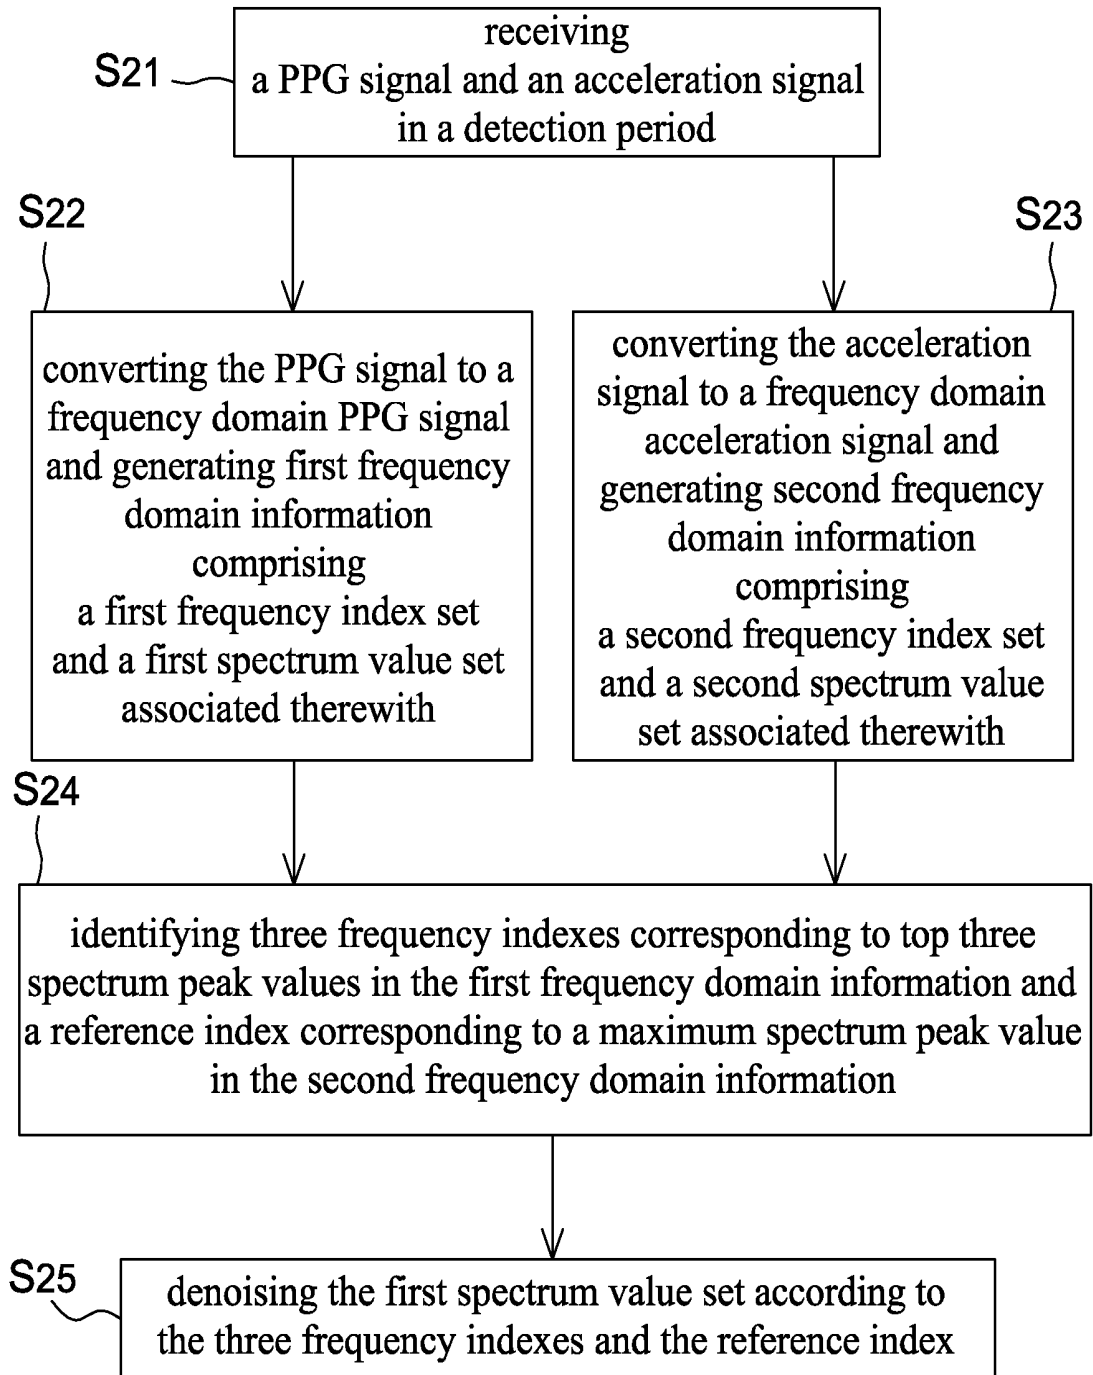 S21
receiving
a PPG signal and an acceleration signal
in a detection period
S22
converting the PPG signal to a
frequency domain PPG signal
and generating first frequency
domain information
comprising
a first frequency index set
and a first spectrum value set
associated therewith
S23
converting the acceleration
signal to a frequency domain
acceleration signal and
generating second frequency
domain information
comprising
a second frequency index set
and a second spectrum value
set associated therewith
S24
identifying three frequency indexes corresponding to top three
spectrum peak values in the first frequency domain information and
a reference index corresponding to a maximum spectrum peak value
in the second frequency domain information
S25
denoising the first spectrum value set according to
the three frequency indexes and the reference index